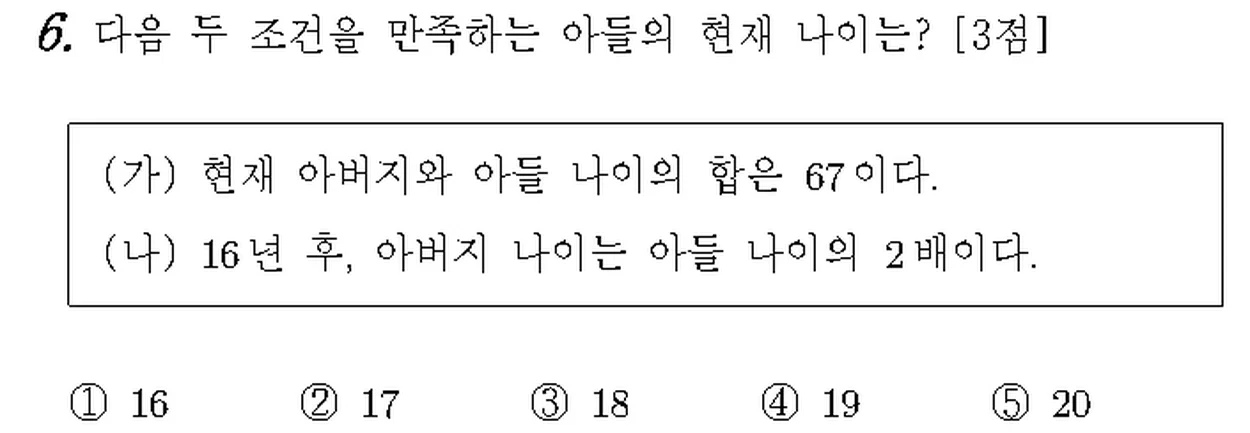 6. 다음 두 조건을 만족하는 아들의 현재 나이는? [3점]
(가) 현재 아버지와 아들 나이의 합은 67이다.
(나) 16년 후, 아버지 나이는 아들 나이의 2배이다.
① 16 ② 17 ③ 18 ④ 19 ⑤ 20